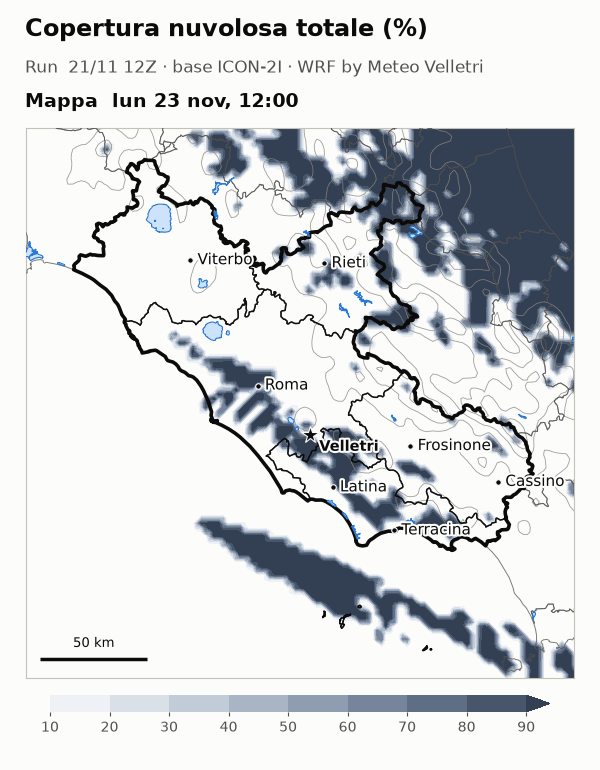 Copertura nuvolosa totale (%)
Run  21/11 12Z · base ICON-2I · WRF by Meteo Velletri
Mappa  lun 23 nov, 12:00
Viterbo
Rieti
Roma
Velletri
Frosinone
Cassino
Latina
Terracina
50 km
10 20 30 40 50 60 70 80 90